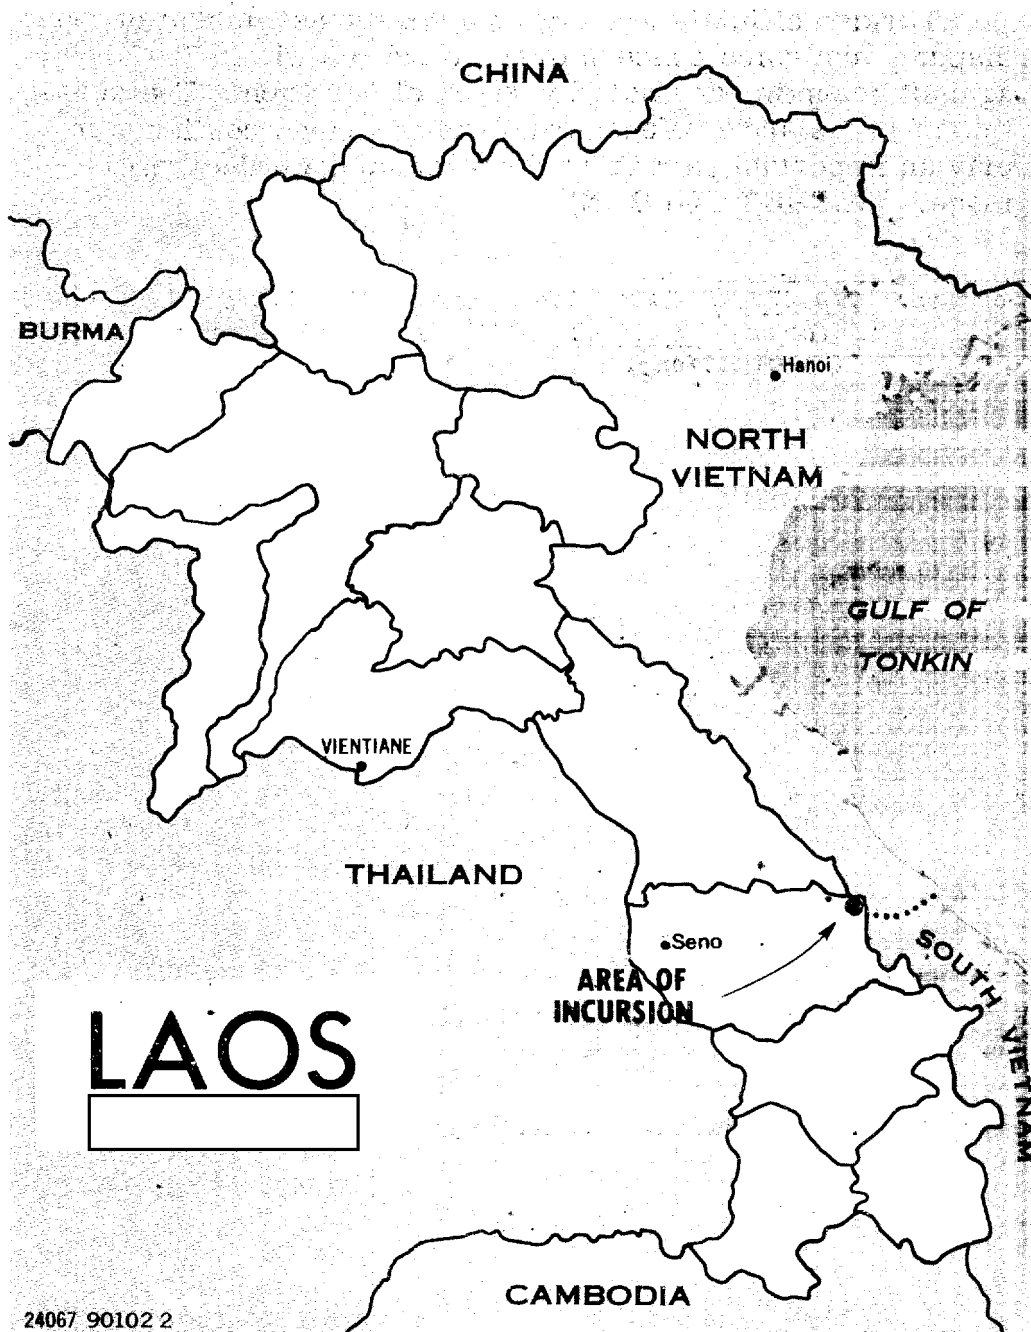 CHINA
BURMA
Hanoi
NORTH
VIETNAM
GULF OF
TONKIN
VIENTIANE
THAILAND
Seno
SOUTH VIETNAM
AREA OF
INCURSION
LAOS
CAMBODIA
24067 90102 2